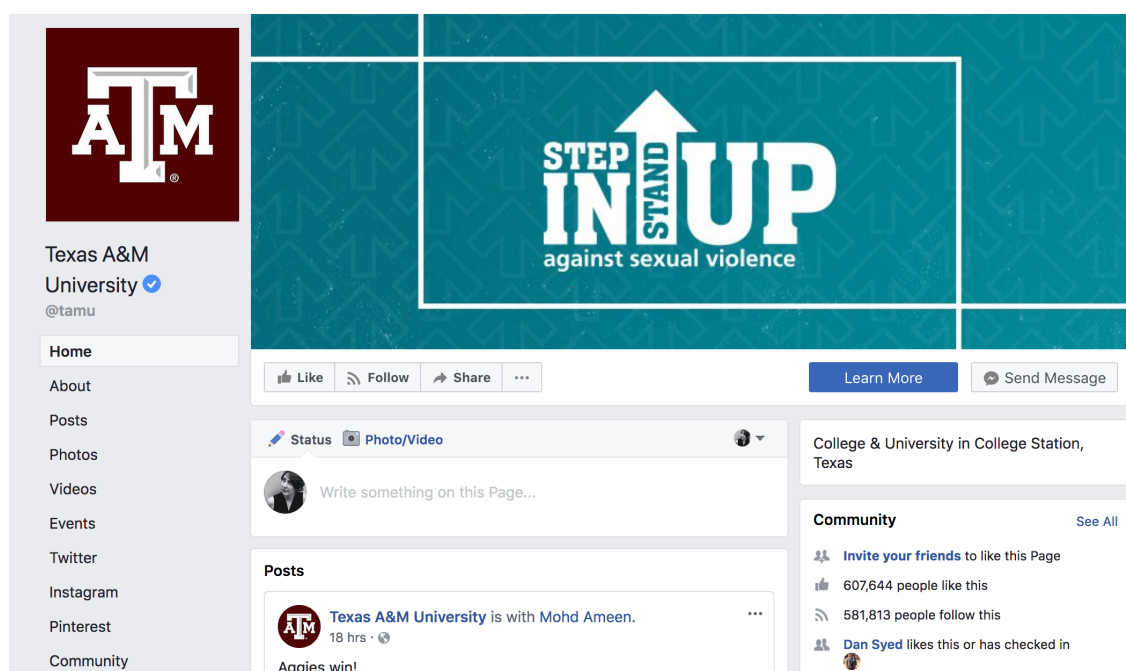 ATM
®
Texas A&M
University
@tamu
Home
About
Posts
Photos
Videos
Events
Twitter
Instagram
Pinterest
Community
STEP
IN
STAND
UP
against sexual violence
Like
Follow
Share
...
Learn More
Send Message
Status
Photo/Video
Write something on this Page...
Posts
ATM
Texas A&M University is with Mohd Ameen.
...
18 hrs ·
Aggies win!
College & University in College Station,
Texas
Community
See All
Invite your friends to like this Page
607,644 people like this
581,813 people follow this
Dan Syed likes this or has checked in